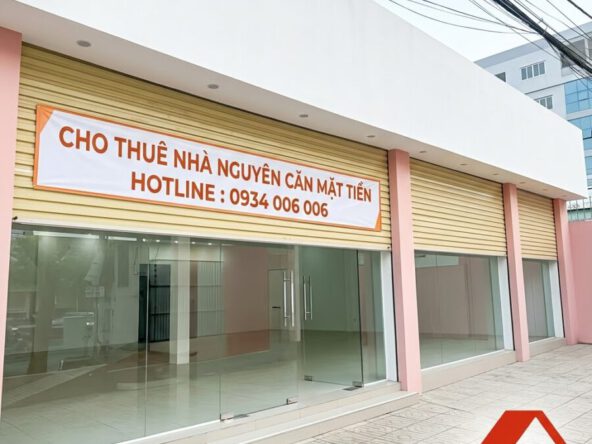 CHO THUÊ NHÀ NGUYÊN CĂN MẶT TIỀN
HOTLINE : 0934 006 006